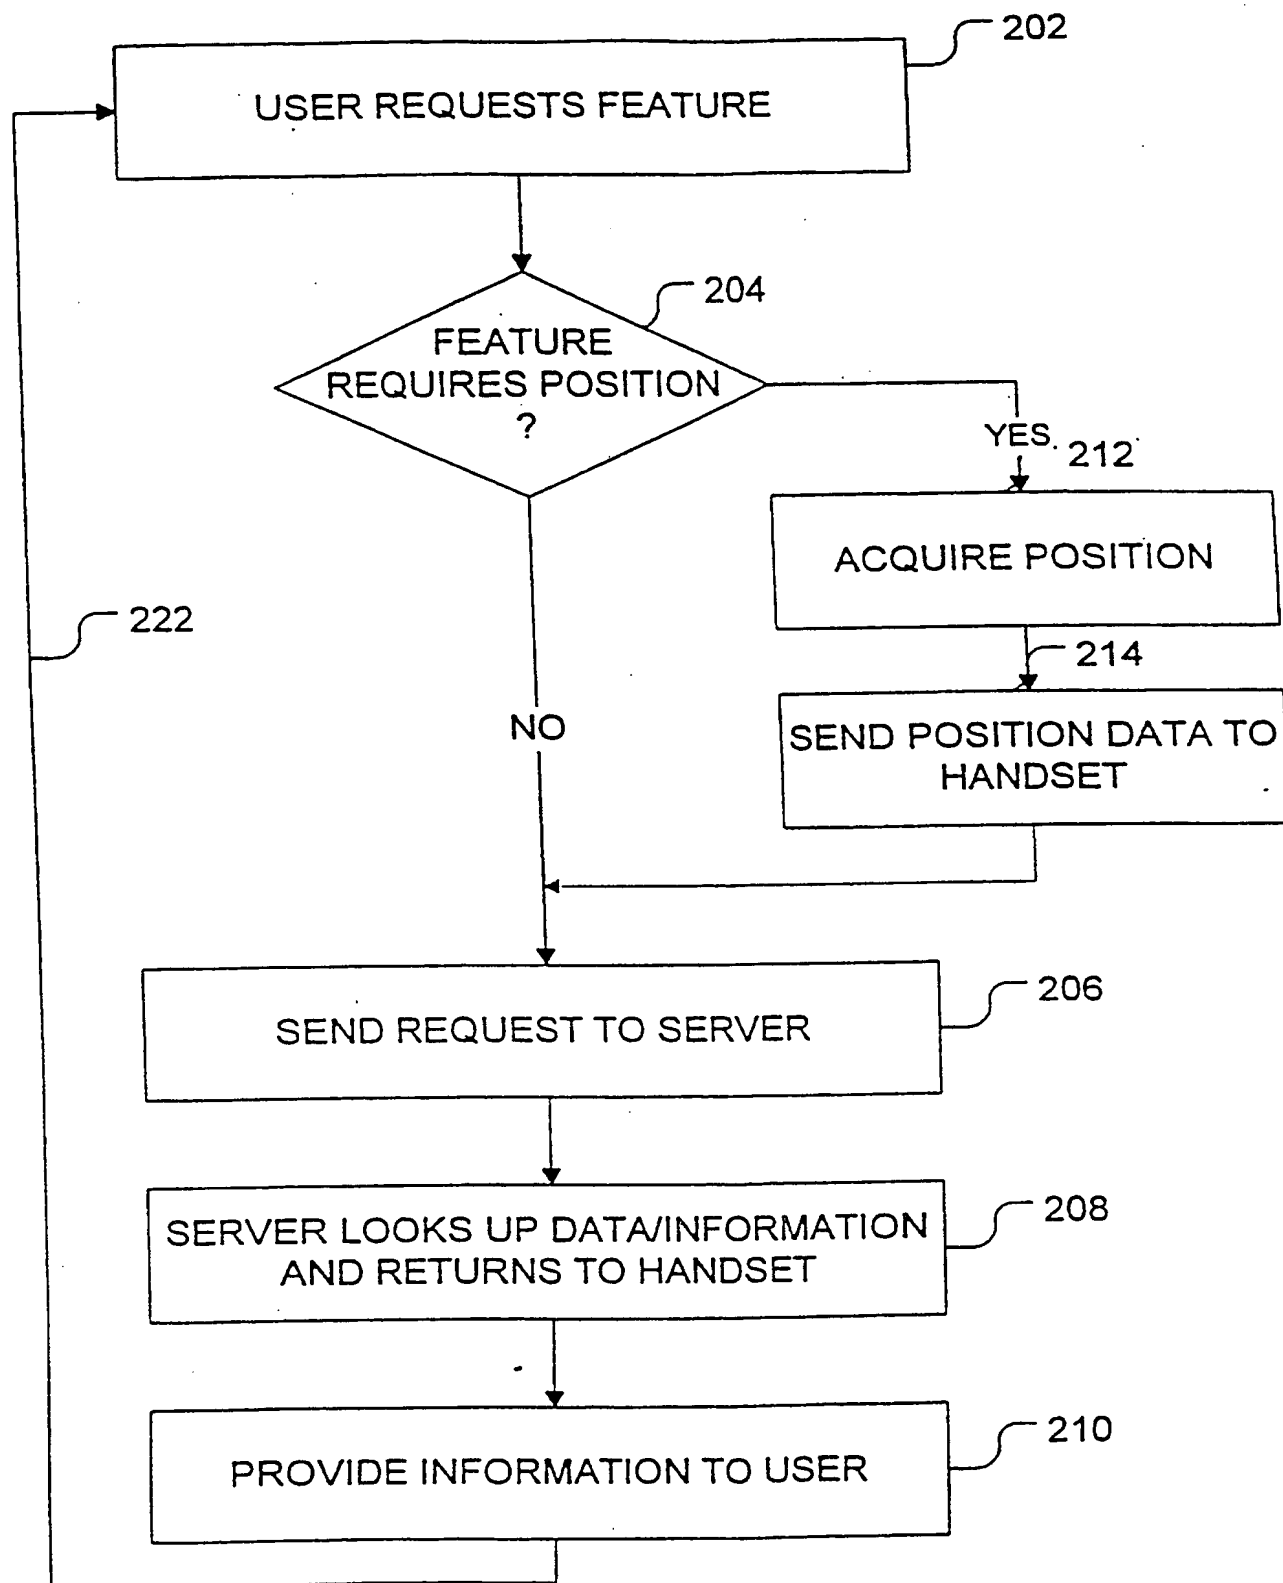 202
USER REQUESTS FEATURE
204
FEATURE
REQUIRES POSITION
?
YES.
212
ACQUIRE POSITION
222
214
NO
SEND POSITION DATA TO
HANDSET
206
SEND REQUEST TO SERVER
208
SERVER LOOKS UP DATA/INFORMATION
AND RETURNS TO HANDSET
210
PROVIDE INFORMATION TO USER